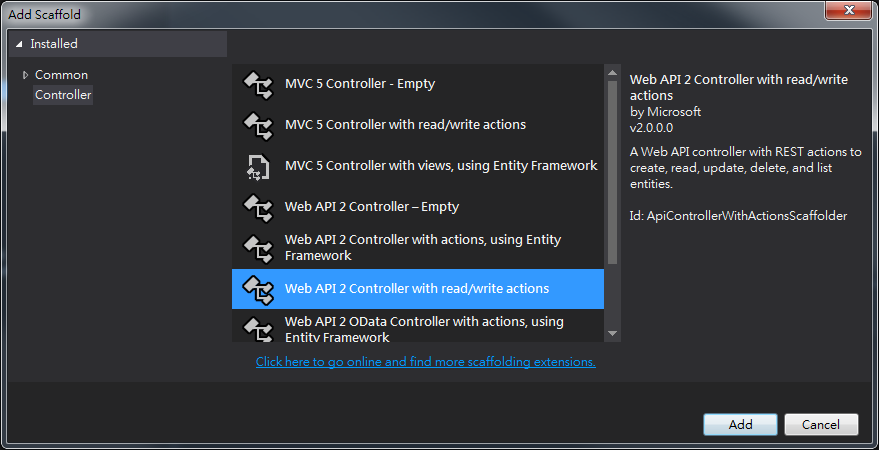 Add Scaffold
Installed
Common
Controller
MVC 5 Controller - Empty
MVC 5 Controller with read/write actions
MVC 5 Controller with views, using Entity Framework
Web API 2 Controller – Empty
Web API 2 Controller with actions, using Entity
Framework
Web API 2 Controller with read/write actions
Web API 2 OData Controller with actions, using
Entity Framework
Click here to go online and find more scaffolding extensions.
Web API 2 Controller with read/write
actions
by Microsoft
v2.0.0.0
A Web API controller with REST actions to
create, read, update, delete, and list
entities.
Id: ApiControllerWithActionsScaffolder
Add
Cancel